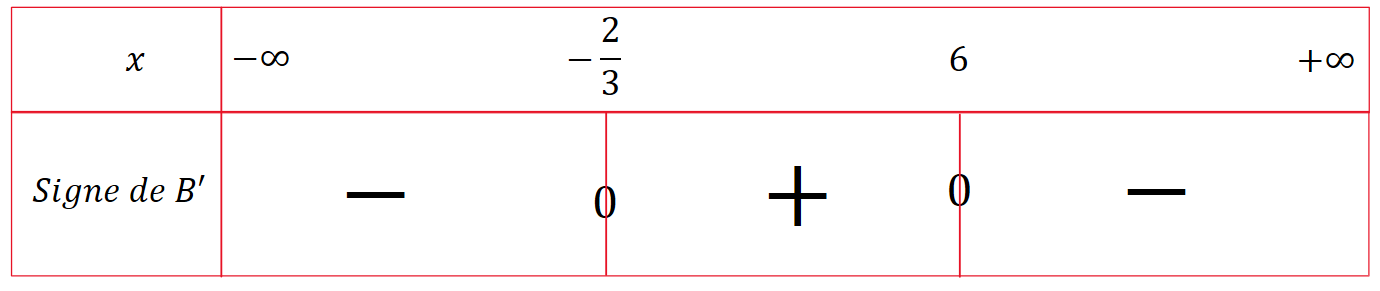 x −∞ −2/3 6 +∞
Signe de B′ − 0 + 0 −